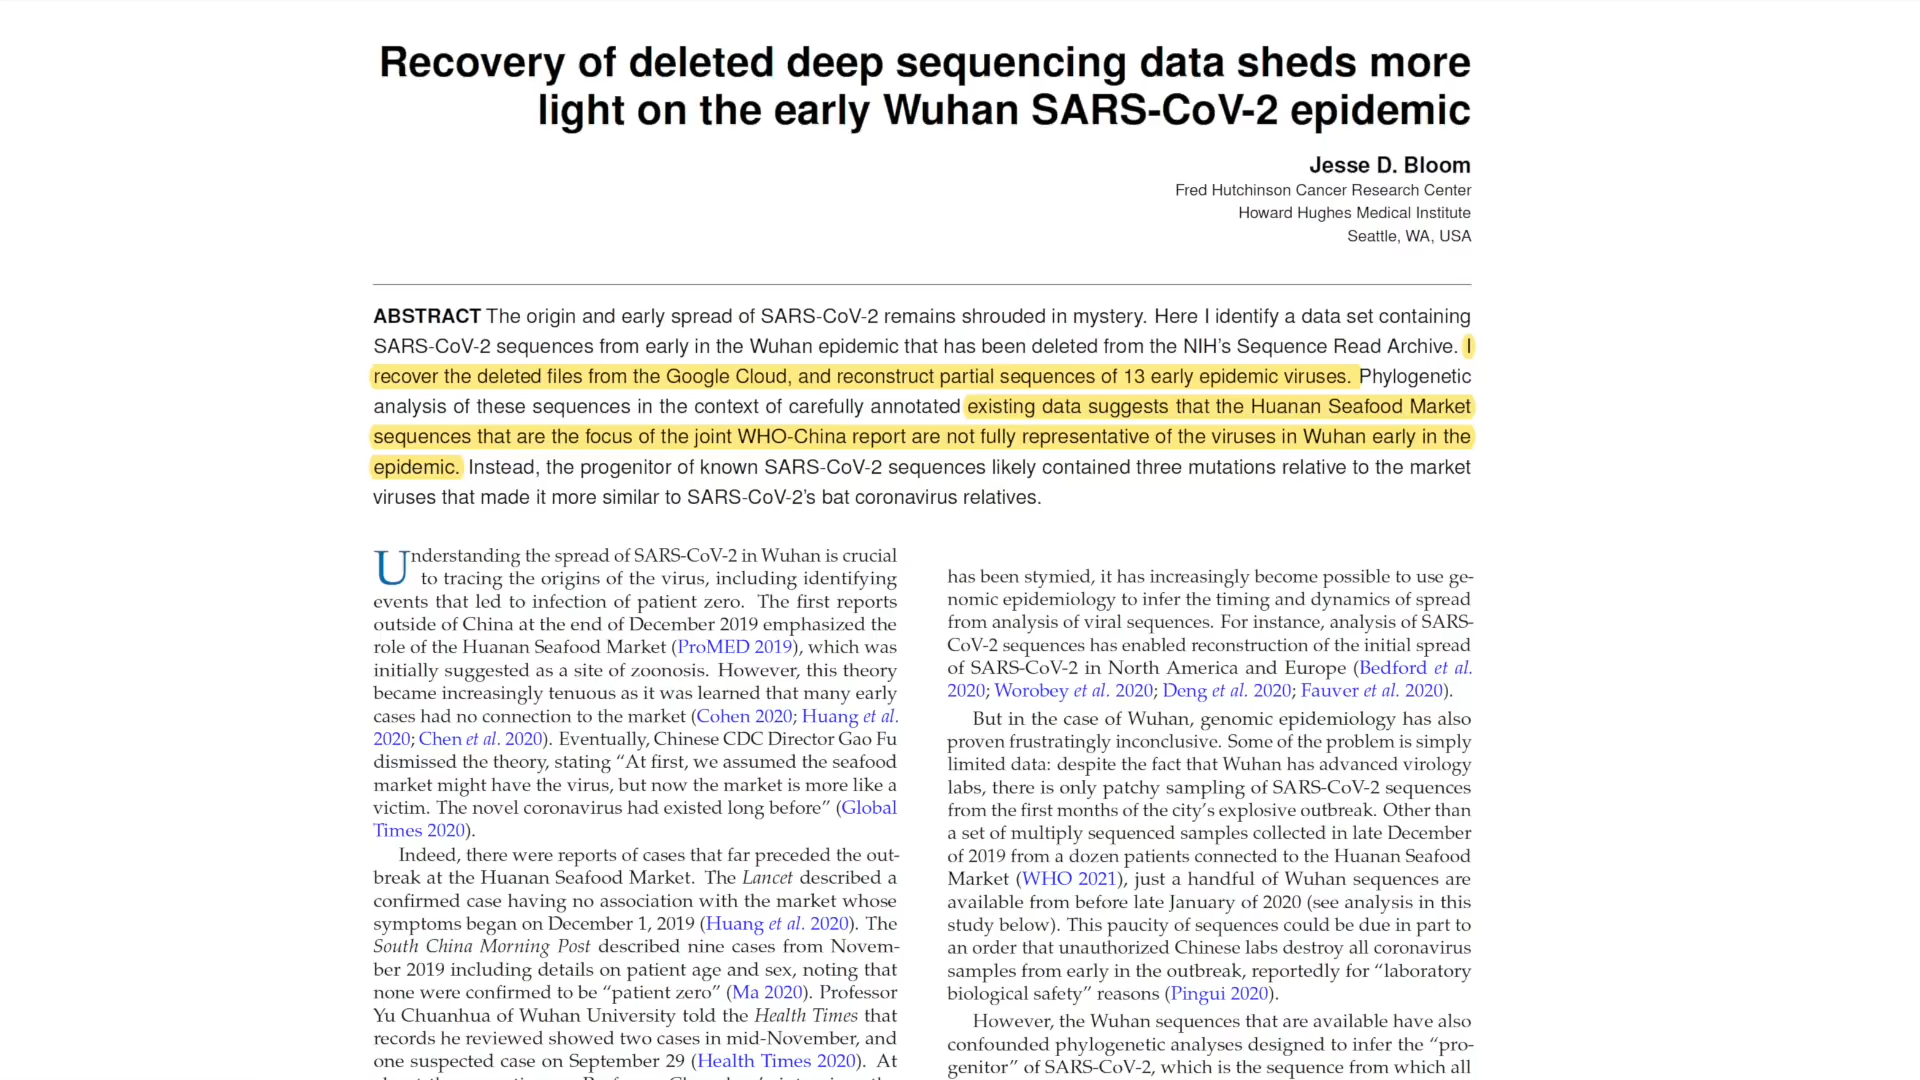 Recovery of deleted deep sequencing data sheds more
light on the early Wuhan SARS-CoV-2 epidemic
Jesse D. Bloom
Fred Hutchinson Cancer Research Center
Howard Hughes Medical Institute
Seattle, WA, USA
ABSTRACT The origin and early spread of SARS-CoV-2 remains shrouded in mystery. Here I identify a data set containing
SARS-CoV-2 sequences from early in the Wuhan epidemic that has been deleted from the NIH's Sequence Read Archive. I
recover the deleted files from the Google Cloud, and reconstruct partial sequences of 13 early epidemic viruses. Phylogenetic
analysis of these sequences in the context of carefully annotated existing data suggests that the Huanan Seafood Market
sequences that are the focus of the joint WHO-China report are not fully representative of the viruses in Wuhan early in the
epidemic. Instead, the progenitor of known SARS-CoV-2 sequences likely contained three mutations relative to the market
viruses that made it more similar to SARS-CoV-2's bat coronavirus relatives.
Understanding the spread of SARS-CoV-2 in Wuhan is crucial
to tracing the origins of the virus, including identifying
events that led to infection of patient zero. The first reports
outside of China at the end of December 2019 emphasized the
role of the Huanan Seafood Market (ProMED 2019), which was
initially suggested as a site of zoonosis. However, this theory
became increasingly tenuous as it was learned that many early
cases had no connection to the market (Cohen 2020; Huang et al.
2020; Chen et al. 2020). Eventually, Chinese CDC Director Gao Fu
dismissed the theory, stating “At first, we assumed the seafood
market might have the virus, but now the market is more like a
victim. The novel coronavirus had existed long before” (Global
Times 2020).
Indeed, there were reports of cases that far preceded the out-
break at the Huanan Seafood Market. The Lancet described a
confirmed case having no association with the market whose
symptoms began on December 1, 2019 (Huang et al. 2020). The
South China Morning Post described nine cases from Novem-
ber 2019 including details on patient age and sex, noting that
none were confirmed to be “patient zero” (Ma 2020). Professor
Yu Chuanhua of Wuhan University told the Health Times that
records he reviewed showed two cases in mid-November, and
one suspected case on September 29 (Health Times 2020). At
has been stymied, it has increasingly become possible to use ge-
nomic epidemiology to infer the timing and dynamics of spread
from analysis of viral sequences. For instance, analysis of SARS-
CoV-2 sequences has enabled reconstruction of the initial spread
of SARS-CoV-2 in North America and Europe (Bedford et al.
2020; Worobey et al. 2020; Deng et al. 2020; Fauver et al. 2020).
But in the case of Wuhan, genomic epidemiology has also
proven frustratingly inconclusive. Some of the problem is simply
limited data: despite the fact that Wuhan has advanced virology
labs, there is only patchy sampling of SARS-CoV-2 sequences
from the first months of the city's explosive outbreak. Other than
a set of multiply sequenced samples collected in late December
of 2019 from a dozen patients connected to the Huanan Seafood
Market (WHO 2021), just a handful of Wuhan sequences are
available from before late January of 2020 (see analysis in this
study below). This paucity of sequences could be due in part to
an order that unauthorized Chinese labs destroy all coronavirus
samples from early in the outbreak, reportedly for “laboratory
biological safety” reasons (Pingui 2020).
However, the Wuhan sequences that are available have also
confounded phylogenetic analyses designed to infer the “pro-
genitor” of SARS-CoV-2, which is the sequence from which all